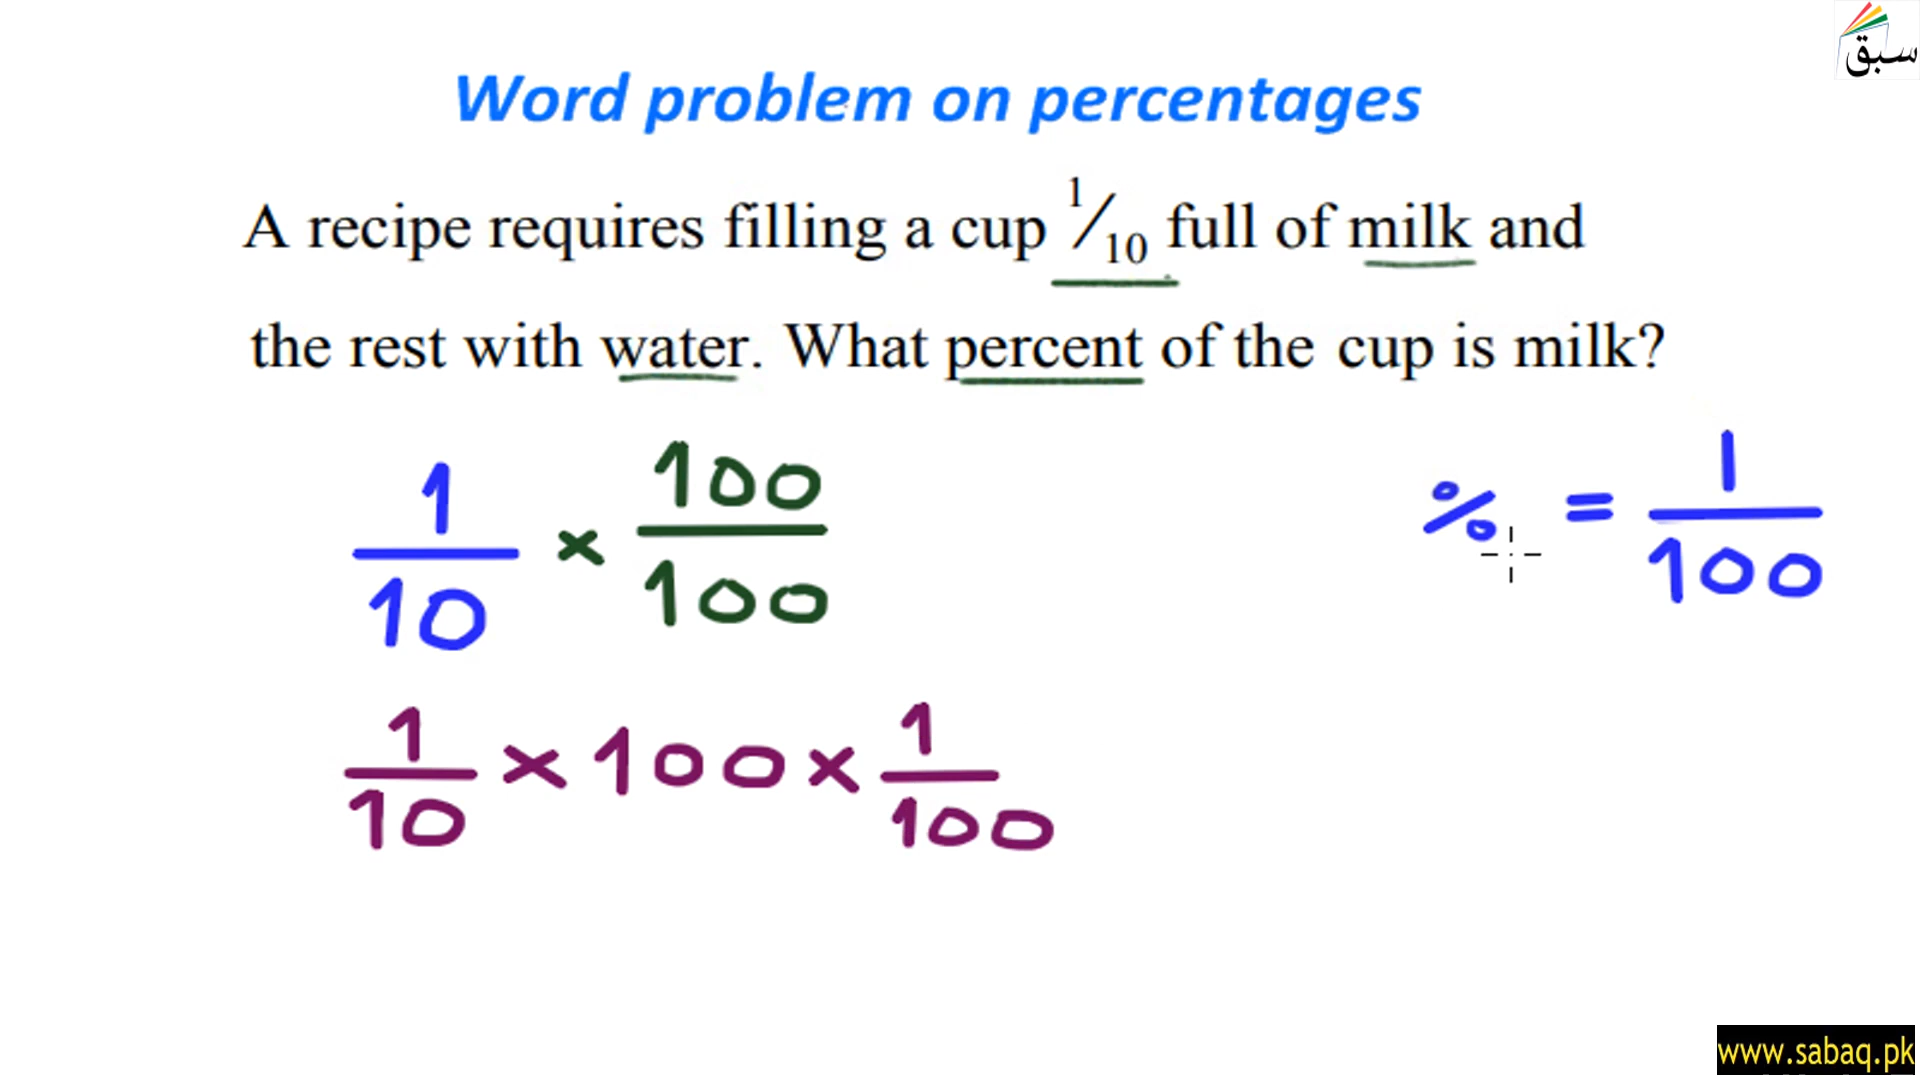 سبق
Word problem on percentages
A recipe requires filling a cup 1/10 full of milk and
the rest with water. What percent of the cup is milk?
1/10 × 100/100
% = 1/100
1/10 × 100 × 1/100
www.sabaq.pk